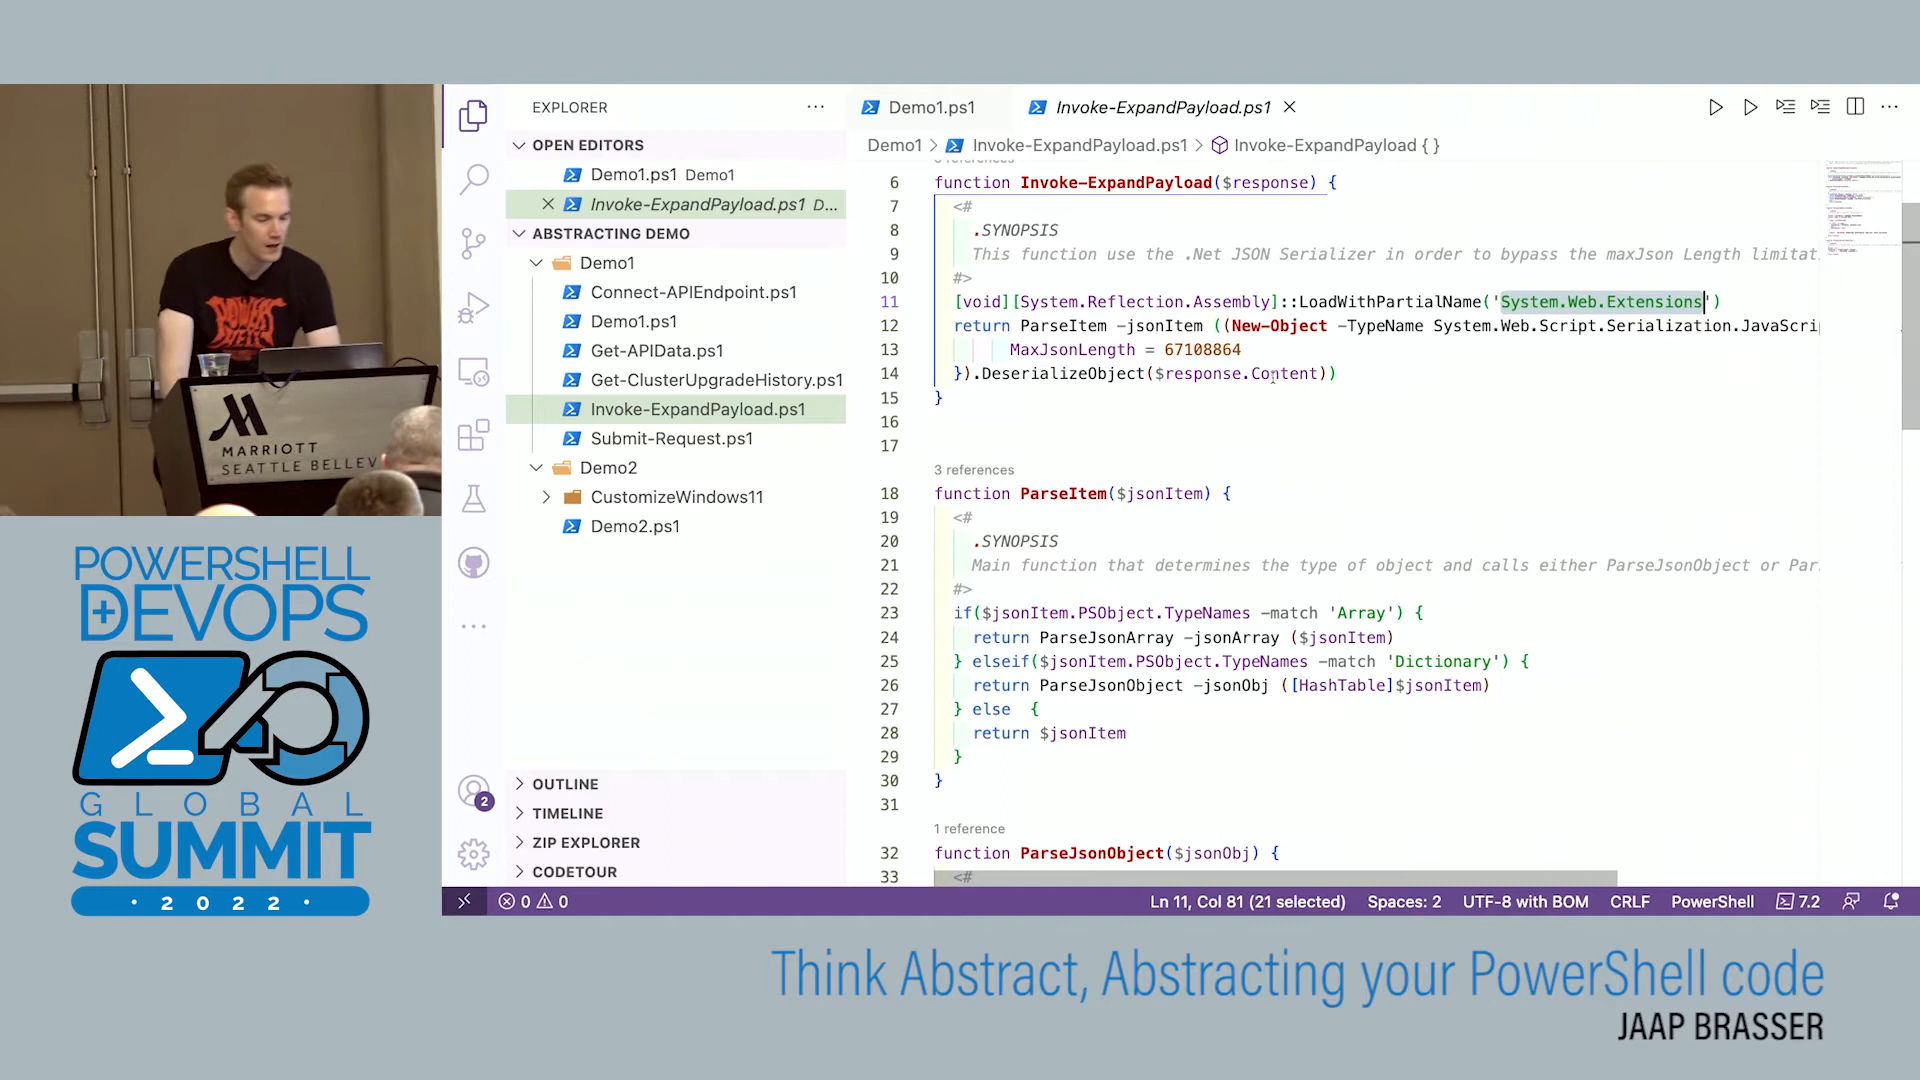 EXPLORER
OPEN EDITORS
Demo1.ps1 Demo1
Invoke-ExpandPayload.ps1 D...
ABSTRACTING DEMO
Demo1
Connect-APIEndpoint.ps1
Demo1.ps1
Get-APIData.ps1
Get-ClusterUpgradeHistory.ps1
Invoke-ExpandPayload.ps1
Submit-Request.ps1
Demo2
CustomizeWindows11
Demo2.ps1
OUTLINE
TIMELINE
ZIP EXPLORER
CODETOUR
2
Demo1.ps1
Invoke-ExpandPayload.ps1
Demo1 > Invoke-ExpandPayload.ps1 > Invoke-ExpandPayload { }
6 function Invoke-ExpandPayload($response) {
7 <#
8 .SYNOPSIS
9 This function use the .Net JSON Serializer in order to bypass the maxJson Length limitat
10 #>
11 [void][System.Reflection.Assembly]::LoadWithPartialName('System.Web.Extensions')
12 return ParseItem -jsonItem ((New-Object -TypeName System.Web.Script.Serialization.JavaScri
13 MaxJsonLength = 67108864
14 }).DeserializeObject($response.Content))
15 }
16
17
3 references
18 function ParseItem($jsonItem) {
19 <#
20 .SYNOPSIS
21 Main function that determines the type of object and calls either ParseJsonObject or Par
22 #>
23 if($jsonItem.PSObject.TypeNames -match 'Array') {
24 return ParseJsonArray -jsonArray ($jsonItem)
25 } elseif($jsonItem.PSObject.TypeNames -match 'Dictionary') {
26 return ParseJsonObject -jsonObj ([HashTable]$jsonItem)
27 } else {
28 return $jsonItem
29 }
30 }
31
1 reference
32 function ParseJsonObject($jsonObj) {
33 <#
0 0
Ln 11, Col 81 (21 selected) Spaces: 2 UTF-8 with BOM CRLF PowerShell 7.2
MARRIOTT
SEATTLE BELLEV
POWERSHELL
+DEVOPS
GLOBAL
SUMMIT
· 2022 ·
Think Abstract, Abstracting your PowerShell code
JAAP BRASSER